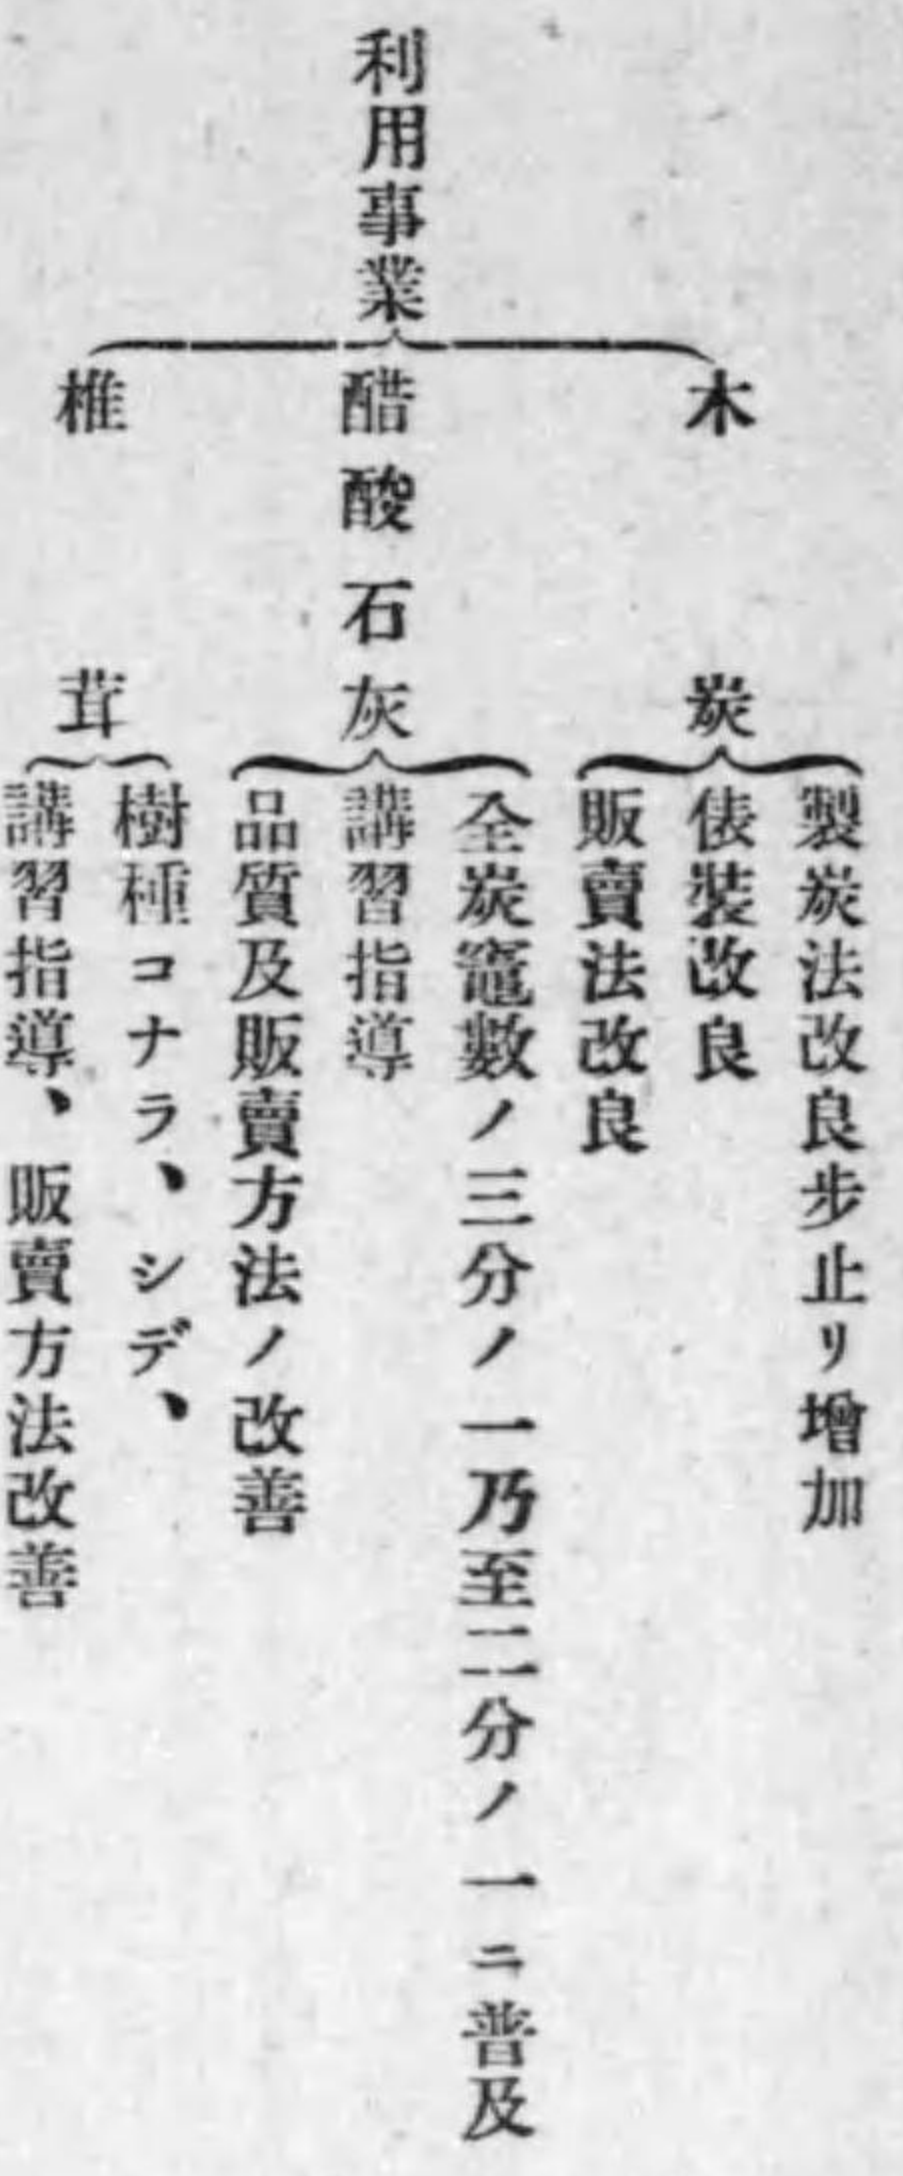 利用事業
木炭
製炭法改良步止リ增加
俵裝改良
販賣法改良
醋酸石灰
全炭竈數ノ三分ノ一乃至二分ノ一ニ普及
講習指導
品質及販賣方法ノ改善
椎茸
樹種コナラ、シデ、
講習指導、販賣方法改善